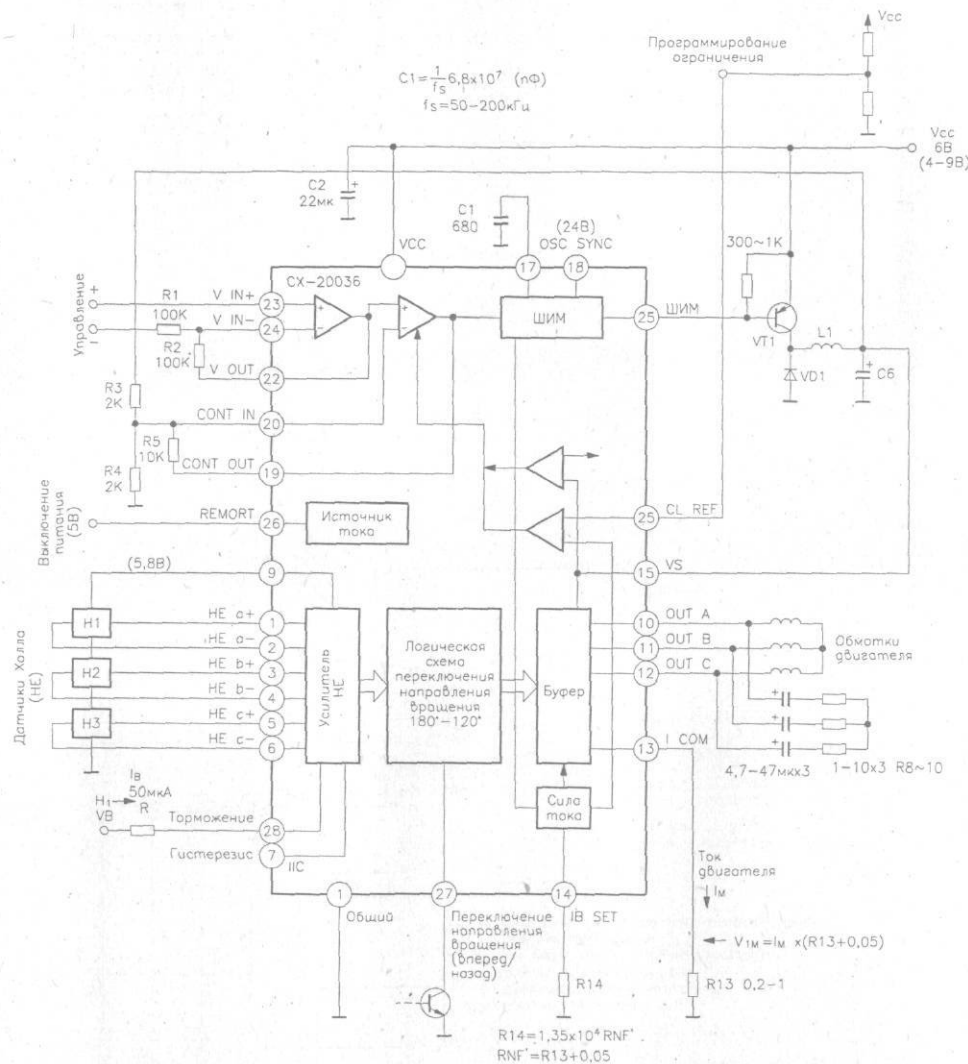 Vcc
Программирование
ограничения
C1=1/fs 6,8x10⁷ (пФ)
fs=50-200кГц
Vcc
6В
(4-9В)
C2
22мк
C1
680
(24В)
OSC SYNC
VCC
17
18
300~1K
CX-20036
Управление
+
-
R1
100K
V IN+
23
V IN-
24
R2
100K
V OUT
22
ШИМ
25
ШИМ
VT1
L1
VD1
C6
R3
2K
CONT IN
20
R5
10K
CONT OUT
19
R4
2K
Выключение
питания
(5В)
REMORT
26
Источник
тока
25
CL REF
15
VS
(5,8В)
9
Датчики Холла
(HE)
H1
H2
H3
HE a+
1
HE a-
2
HE b+
3
HE b-
4
HE c+
5
HE c-
6
Усилитель
HE
Логическая
схема
переключения
направления
вращения
180°-120°
Буфер
10
OUT A
11
OUT B
12
OUT C
Обмотки
двигателя
13
I COM
4,7-47мкx3
1-10x3 R8~10
Сила
тока
IB
50мкА
H1
VB
R
Торможение
28
Гистерезис
7
IIC
1
Общий
27
Переключение
направления
вращения
(вперед/
назад)
14
IB SET
R14
Ток
двигателя
IM
V1M=IM x(R13+0,05)
R13 0,2-1
R14=1,35x10⁴ RNF'
RNF'=R13+0,05